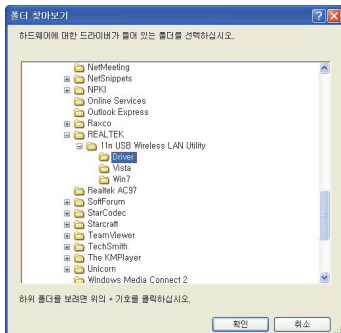 폴더 찾아보기
하드웨어에 대한 드라이버가 들어 있는 폴더를 선택하십시오.
NetMeeting
NetSnippets
NPKI
Online Services
Outlook Express
Raxco
REALTEK
11n USB Wireless LAN Utility
Driver
Vista
Win7
Realtek AC97
SoftForum
StarCodec
Starcraft
TeamViewer
TechSmith
The KMPlayer
Unicorn
Windows Media Connect 2
하위 폴더를 보려면 위의 + 기호를 클릭하십시오.
확인
취소